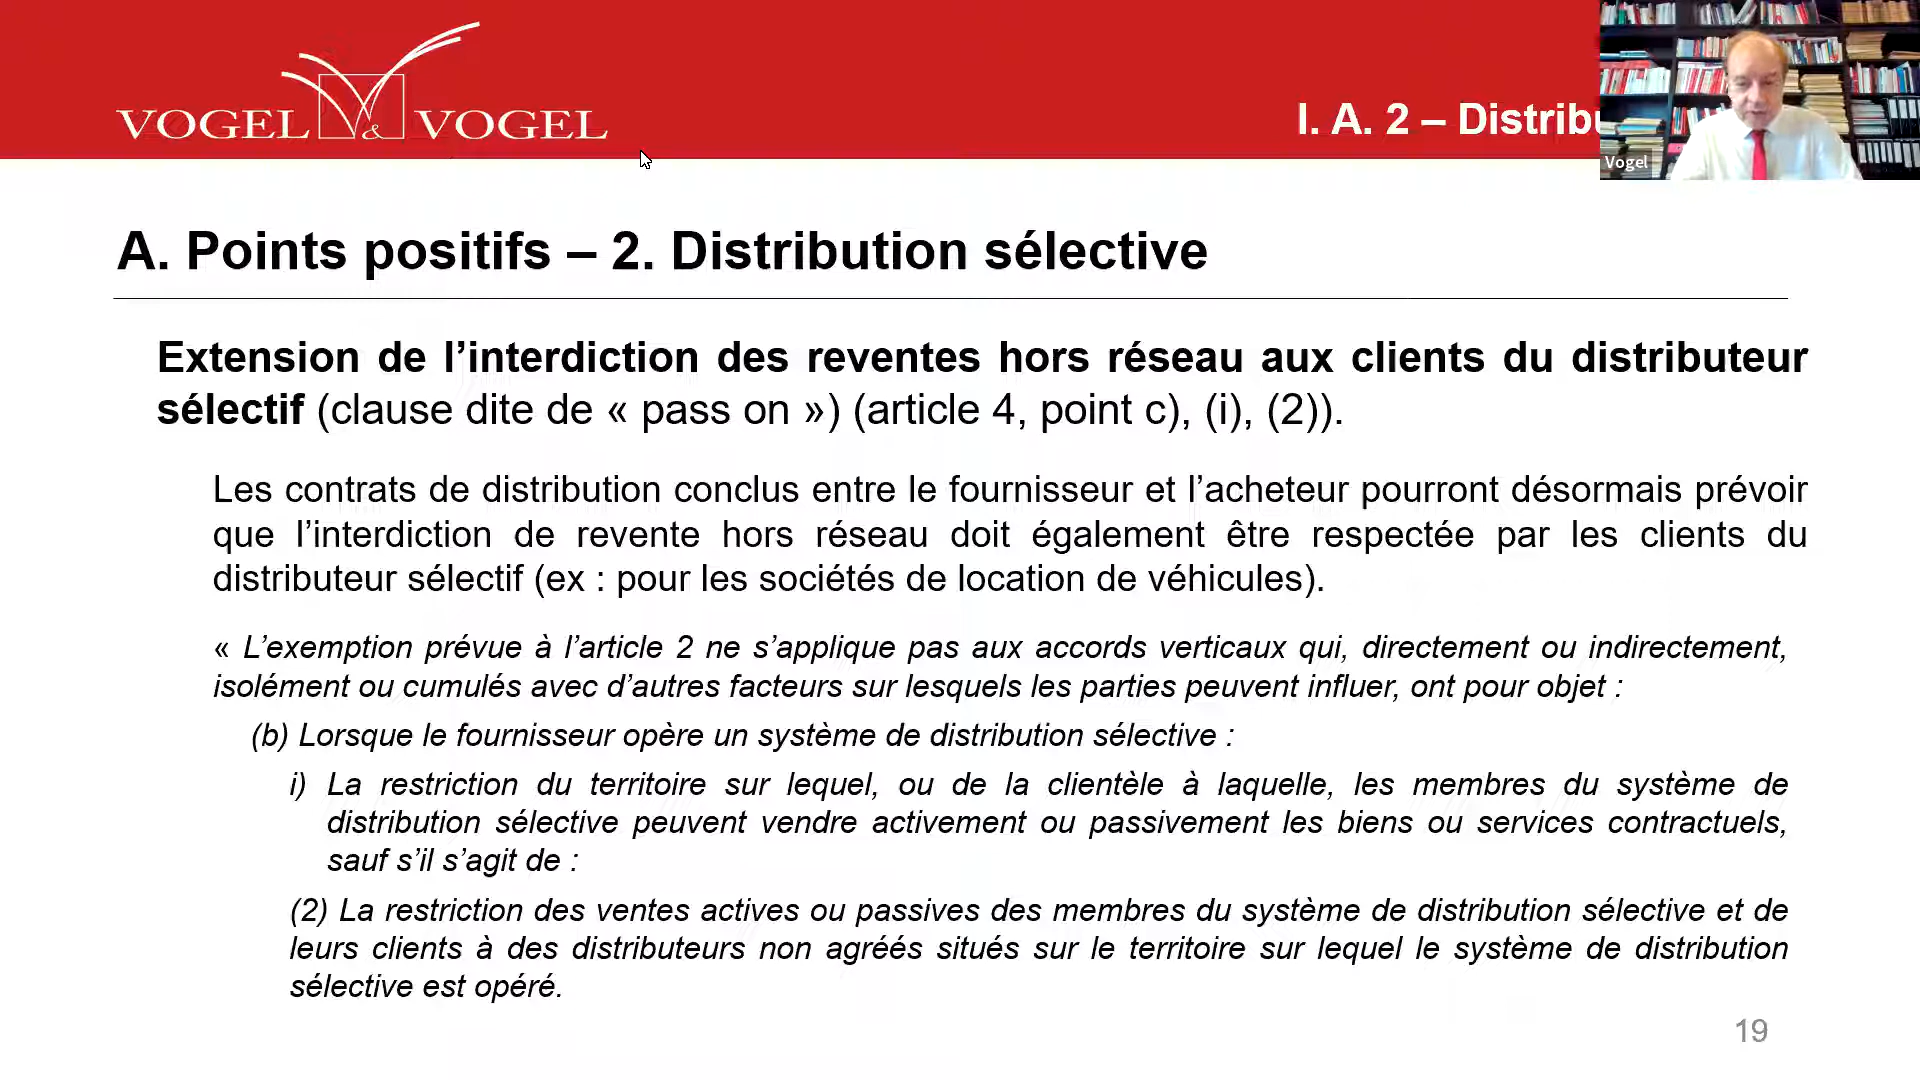 VOGEL & VOGEL
I. A. 2 – Distribu
Vogel
A. Points positifs – 2. Distribution sélective
Extension de l’interdiction des reventes hors réseau aux clients du distributeur
sélectif (clause dite de « pass on ») (article 4, point c), (i), (2)).
Les contrats de distribution conclus entre le fournisseur et l’acheteur pourront désormais prévoir
que l’interdiction de revente hors réseau doit également être respectée par les clients du
distributeur sélectif (ex : pour les sociétés de location de véhicules).
« L’exemption prévue à l’article 2 ne s’applique pas aux accords verticaux qui, directement ou indirectement,
isolément ou cumulés avec d’autres facteurs sur lesquels les parties peuvent influer, ont pour objet :
(b) Lorsque le fournisseur opère un système de distribution sélective :
i) La restriction du territoire sur lequel, ou de la clientèle à laquelle, les membres du système de
distribution sélective peuvent vendre activement ou passivement les biens ou services contractuels,
sauf s’il s’agit de :
(2) La restriction des ventes actives ou passives des membres du système de distribution sélective et de
leurs clients à des distributeurs non agréés situés sur le territoire sur lequel le système de distribution
sélective est opéré.
19